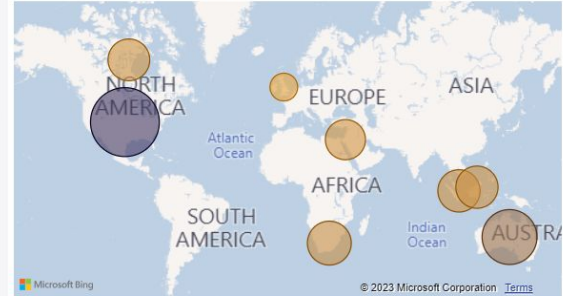 NORTH
AMERICA
EUROPE
ASIA
Atlantic
Ocean
AFRICA
SOUTH
AMERICA
Indian
Ocean
AUSTRA
Microsoft Bing
© 2023 Microsoft Corporation Terms